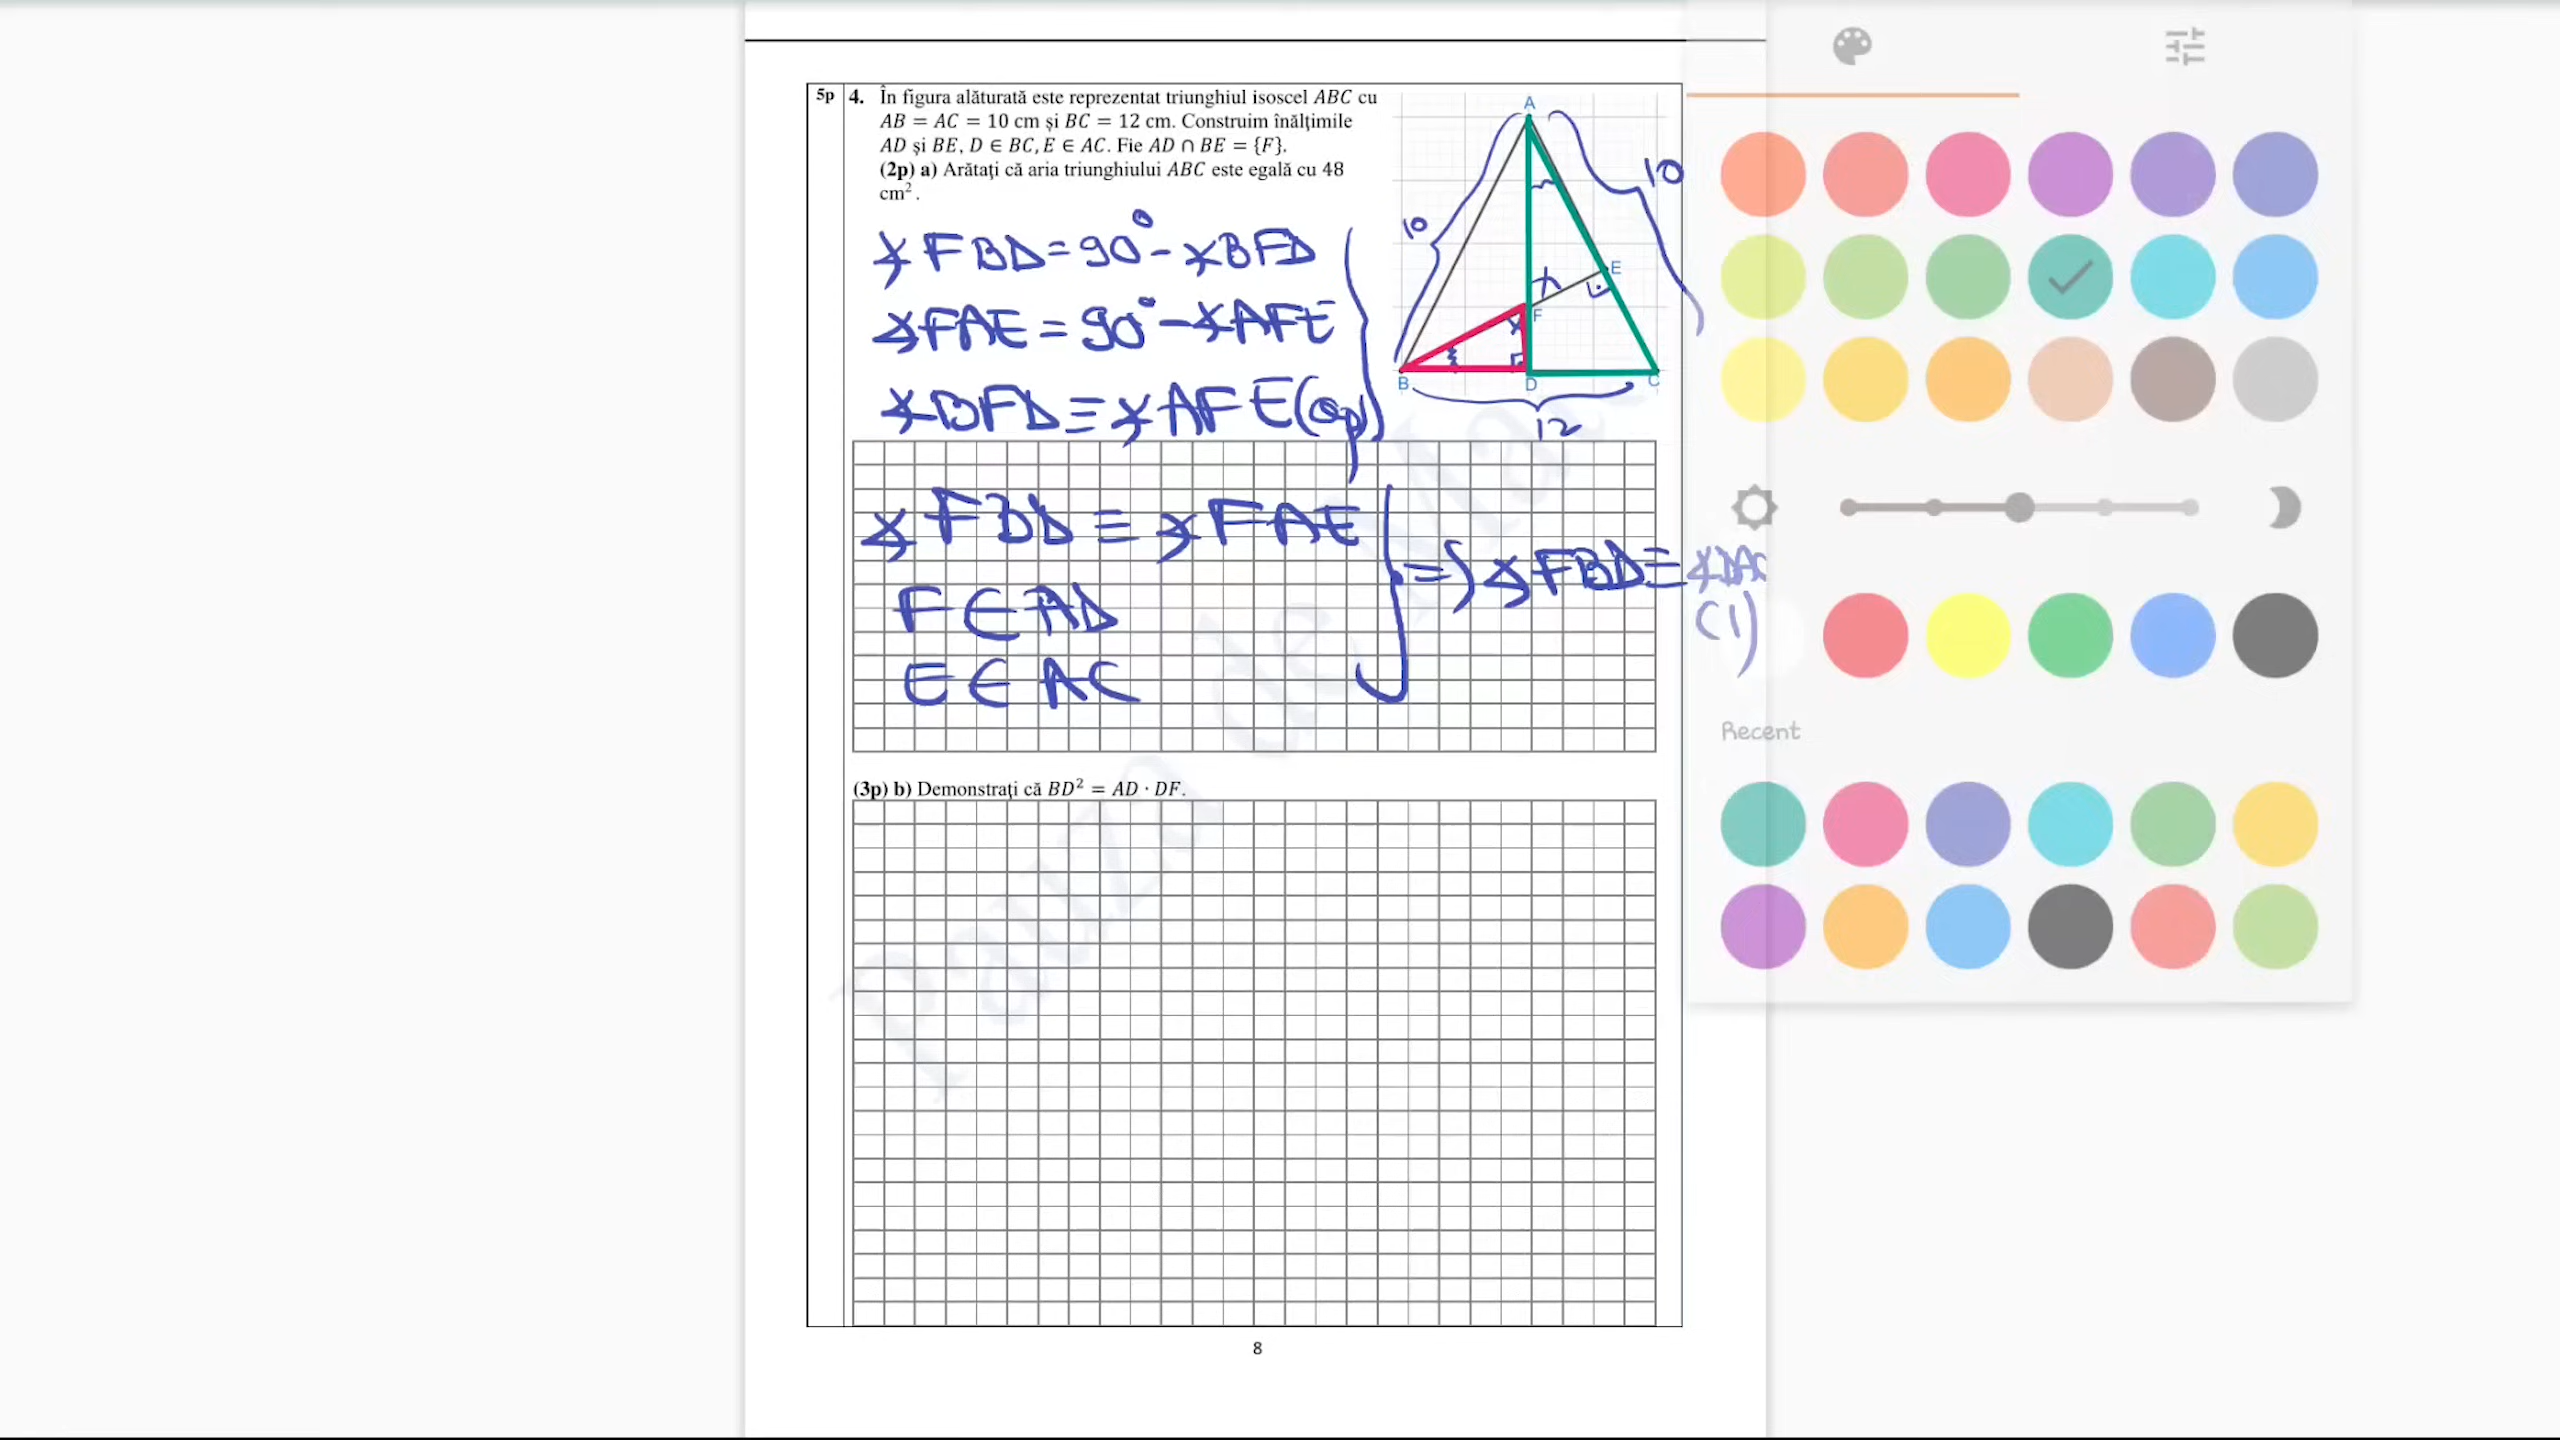 5p 4. În figura alăturată este reprezentat triunghiul isoscel ABC cu
AB = AC = 10 cm și BC = 12 cm. Construim înălțimile
AD și BE, D ∈ BC, E ∈ AC. Fie AD ∩ BE = {F}.
(2p) a) Arătați că aria triunghiului ABC este egală cu 48
cm².
A
10
10
E
F
B
D
C
12
∢FBD = 90° - ∢BFD
∢FAE = 90° - ∢AFE
∢BFD ≡ ∢AFE (op)
∢FBD ≡ ∢FAE
F ∈ AD
E ∈ AC
=> ∢FBD ≡ ∢DAC
(1)
Recent
(3p) b) Demonstrați că BD² = AD · DF.
Pauza de Mate
8